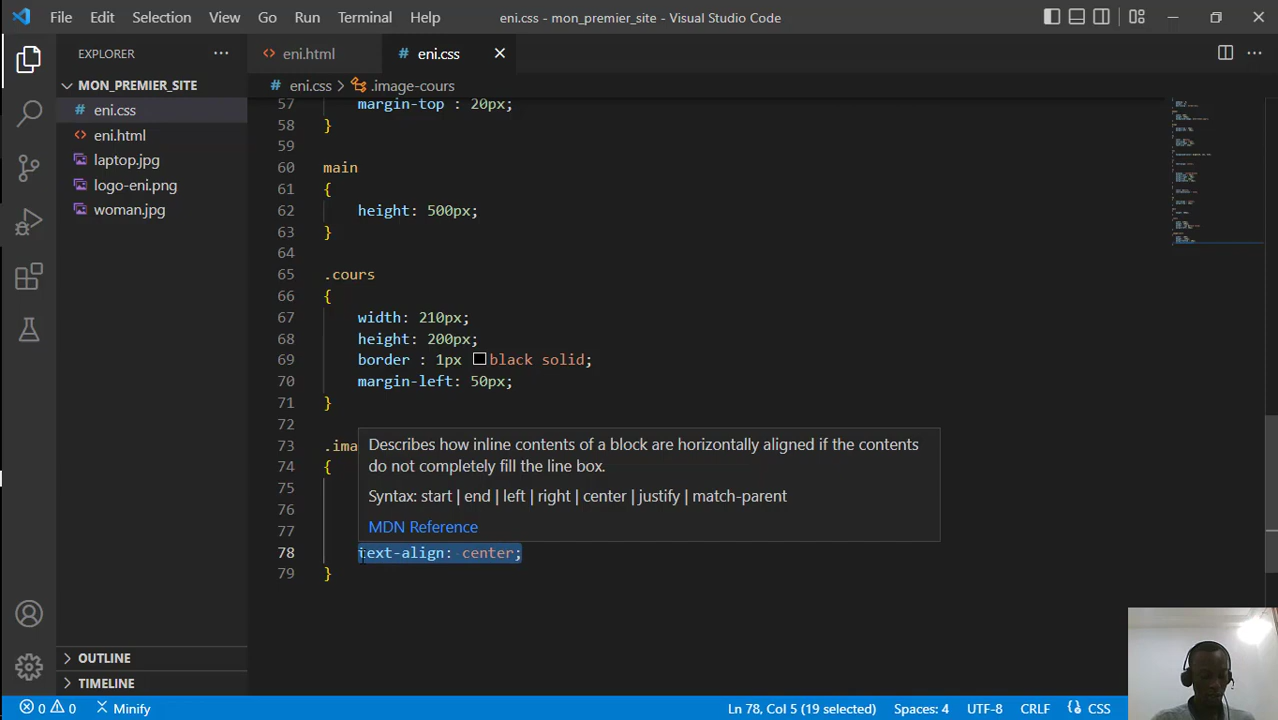 File Edit Selection View Go Run Terminal Help eni.css - mon_premier_site - Visual Studio Code
EXPLORER
MON_PREMIER_SITE
eni.css
eni.html
laptop.jpg
logo-eni.png
woman.jpg
OUTLINE
TIMELINE
eni.html # eni.css
# eni.css > .image-cours
57 margin-top : 20px;
58 }
59
60 main
61 {
62 height: 500px;
63 }
64
65 .cours
66 {
67 width: 210px;
68 height: 200px;
69 border : 1px black solid;
70 margin-left: 50px;
71 }
72
73 .ima
74 {
75
76
77
78 text-align: center;
79 }
Describes how inline contents of a block are horizontally aligned if the contents
do not completely fill the line box.
Syntax: start | end | left | right | center | justify | match-parent
MDN Reference
0 0 Minify Ln 78, Col 5 (19 selected) Spaces: 4 UTF-8 CRLF CSS